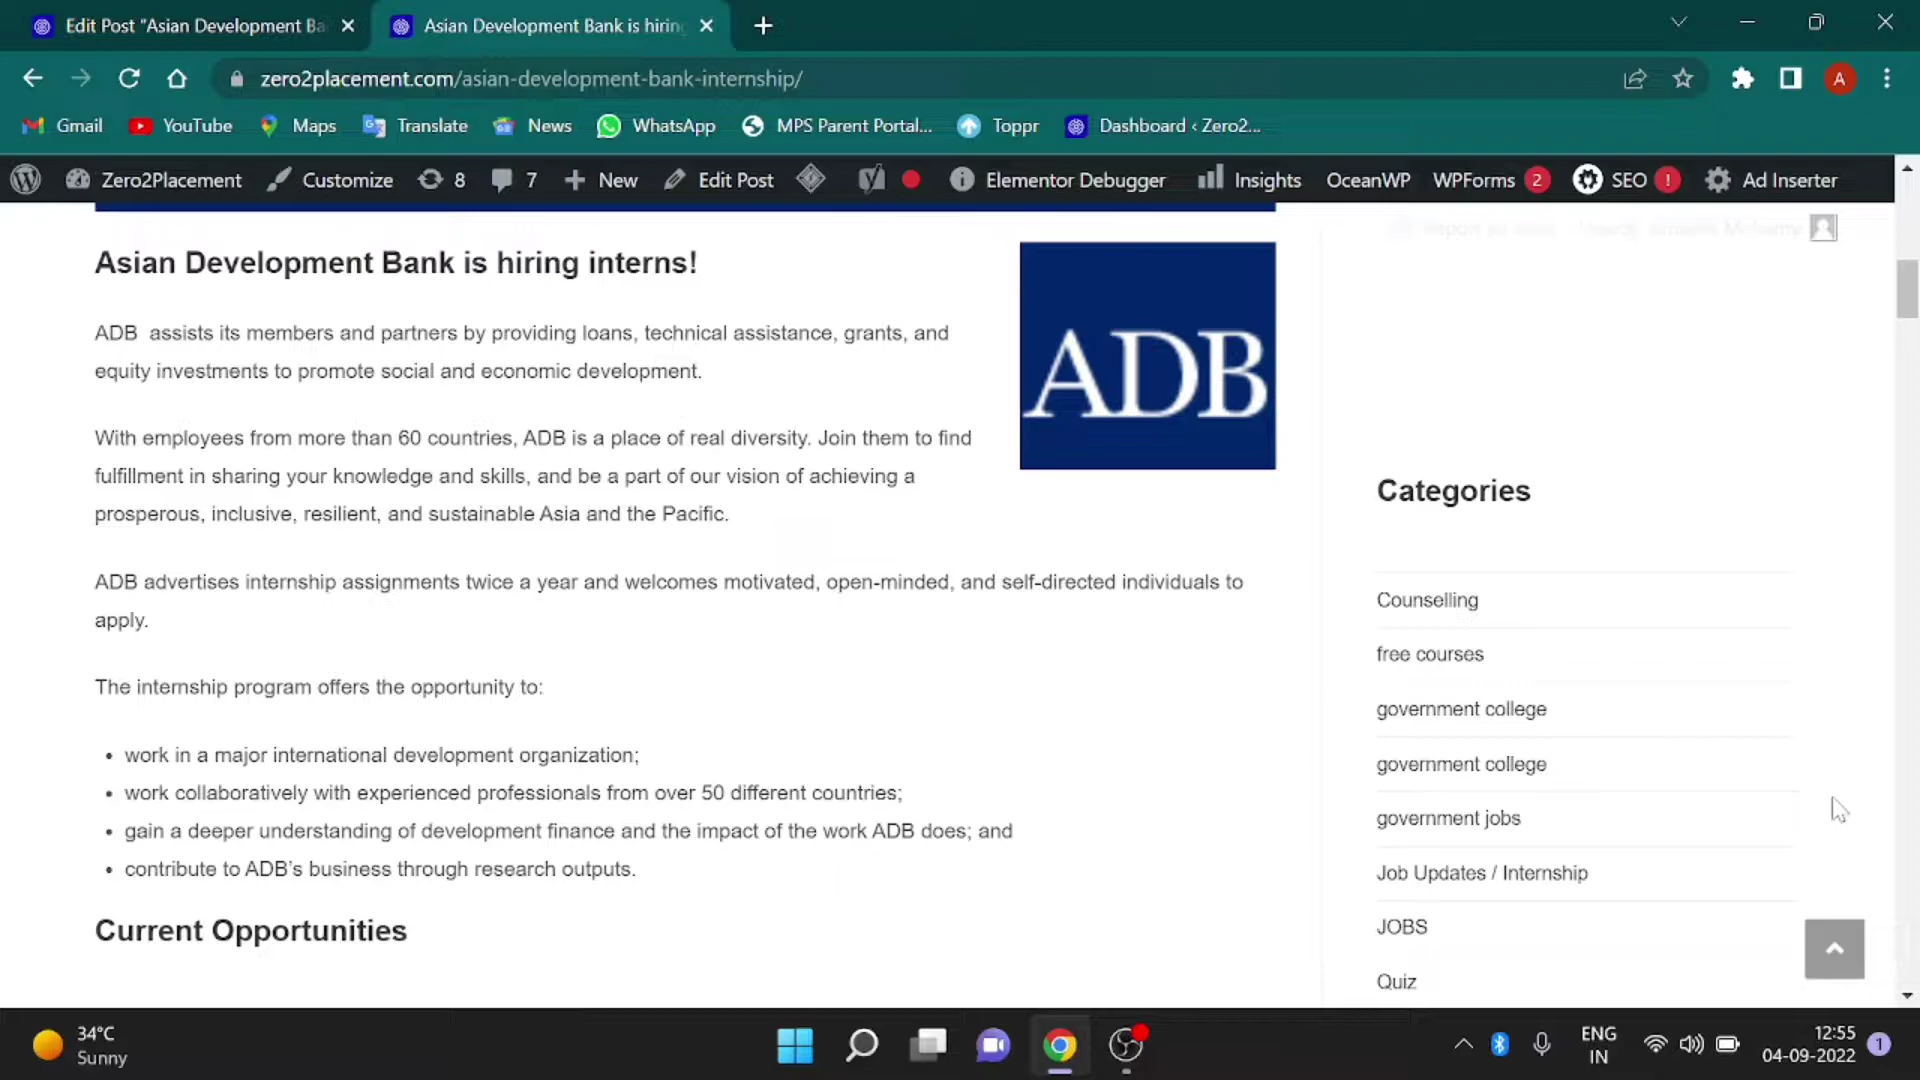 Edit Post "Asian Development Ba
Asian Development Bank is hiring
zero2placement.com/asian-development-bank-internship/
A
Gmail
YouTube
Maps
Translate
News
WhatsApp
MPS Parent Portal...
Toppr
Dashboard ‹ Zero2...
Zero2Placement
Customize
8
7
New
Edit Post
Elementor Debugger
Insights
OceanWP
WPForms 2
SEO !
Ad Inserter
Asian Development Bank is hiring interns!
ADB assists its members and partners by providing loans, technical assistance, grants, and
equity investments to promote social and economic development.
ADB
With employees from more than 60 countries, ADB is a place of real diversity. Join them to find
fulfillment in sharing your knowledge and skills, and be a part of our vision of achieving a
prosperous, inclusive, resilient, and sustainable Asia and the Pacific.
ADB advertises internship assignments twice a year and welcomes motivated, open-minded, and self-directed individuals to
apply.
The internship program offers the opportunity to:
• work in a major international development organization;
• work collaboratively with experienced professionals from over 50 different countries;
• gain a deeper understanding of development finance and the impact of the work ADB does; and
• contribute to ADB's business through research outputs.
Current Opportunities
Categories
Counselling
free courses
government college
government college
government jobs
Job Updates / Internship
JOBS
Quiz
34°C
Sunny
ENG
IN
12:55
04-09-2022
1